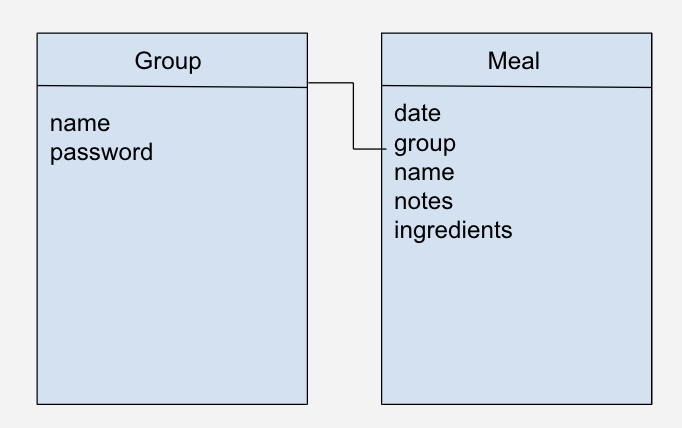 Group
name
password
Meal
date
group
name
notes
ingredients